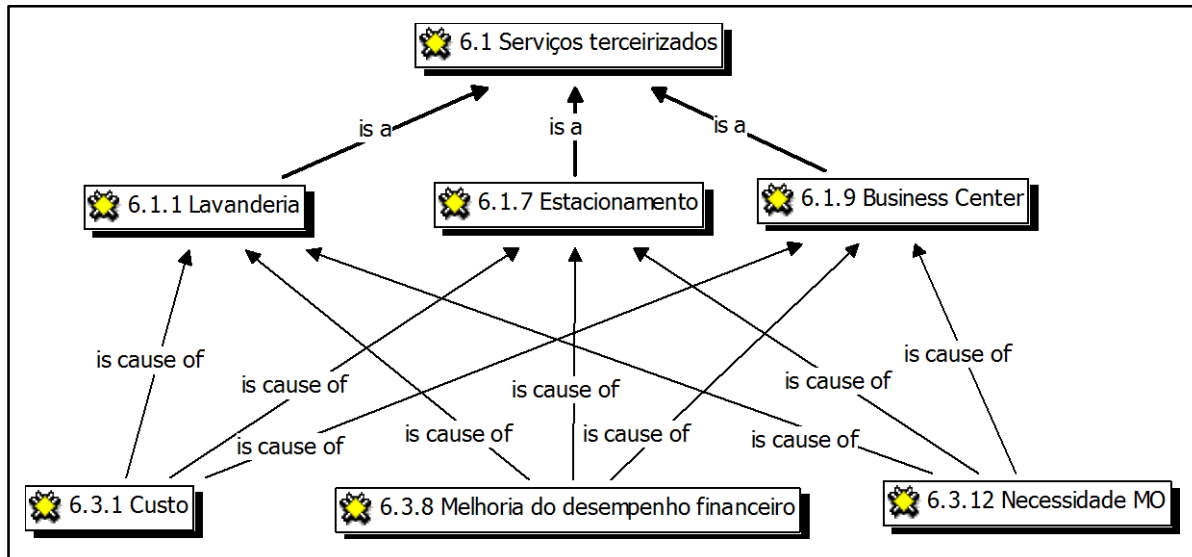 6.1 Serviços terceirizados
is a
is a
is a
6.1.1 Lavanderia
6.1.7 Estacionamento
6.1.9 Business Center
is cause of
is cause of
is cause of
is cause of
is cause of
is cause of
is cause of
is cause of
is cause of
6.3.1 Custo
6.3.8 Melhoria do desempenho financeiro
6.3.12 Necessidade MO